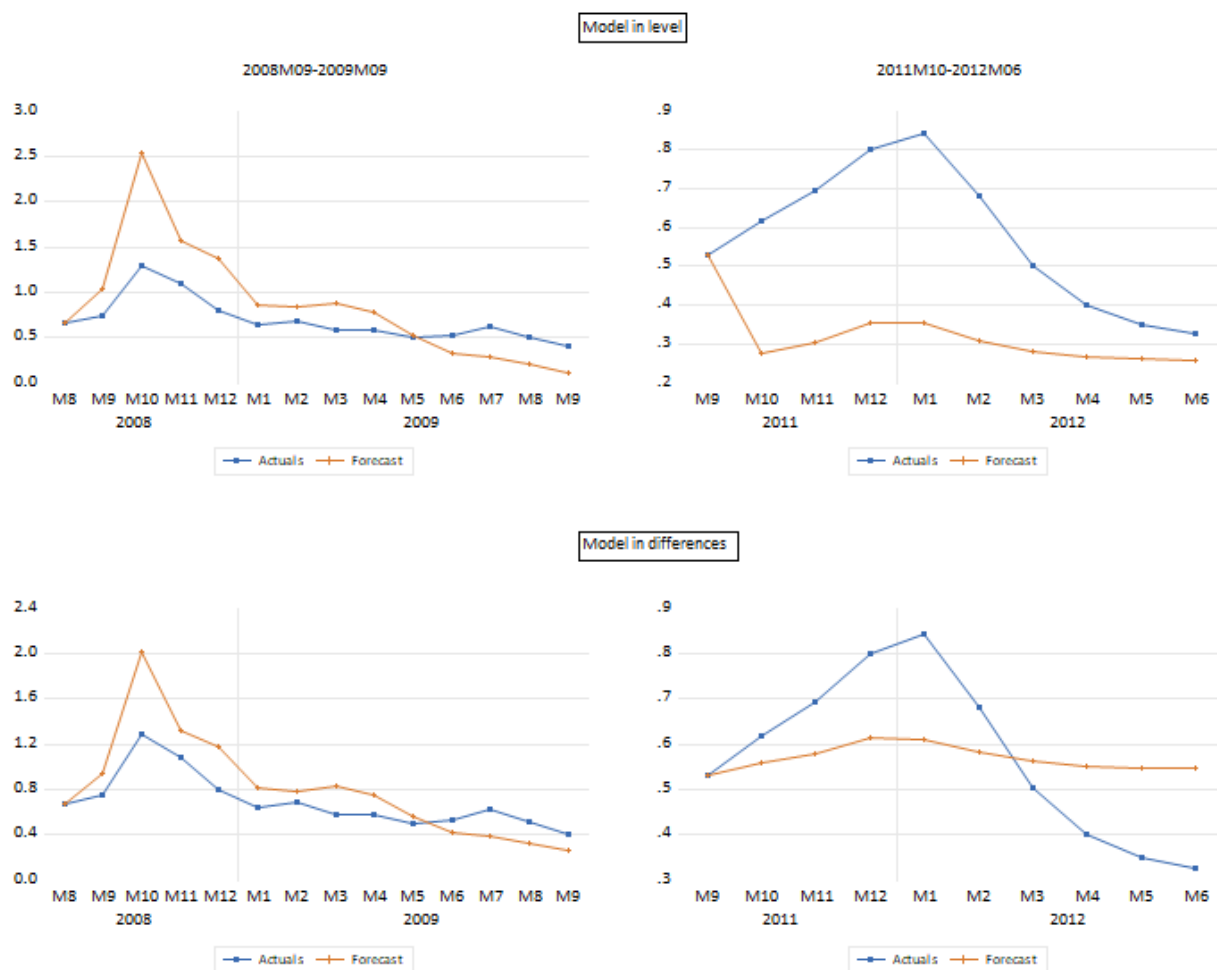 Model in level
2008M09-2009M09
2011M10-2012M06
3.0
2.5
2.0
1.5
1.0
0.5
0.0
M8 M9 M10 M11 M12 M1 M2 M3 M4 M5 M6 M7 M8 M9
2008 2009
Actuals Forecast
.9
.8
.7
.6
.5
.4
.3
.2
M9 M10 M11 M12 M1 M2 M3 M4 M5 M6
2011 2012
Actuals Forecast
Model in differences
2.4
2.0
1.6
1.2
0.8
0.4
0.0
M8 M9 M10 M11 M12 M1 M2 M3 M4 M5 M6 M7 M8 M9
2008 2009
Actuals Forecast
.9
.8
.7
.6
.5
.4
.3
M9 M10 M11 M12 M1 M2 M3 M4 M5 M6
2011 2012
Actuals Forecast